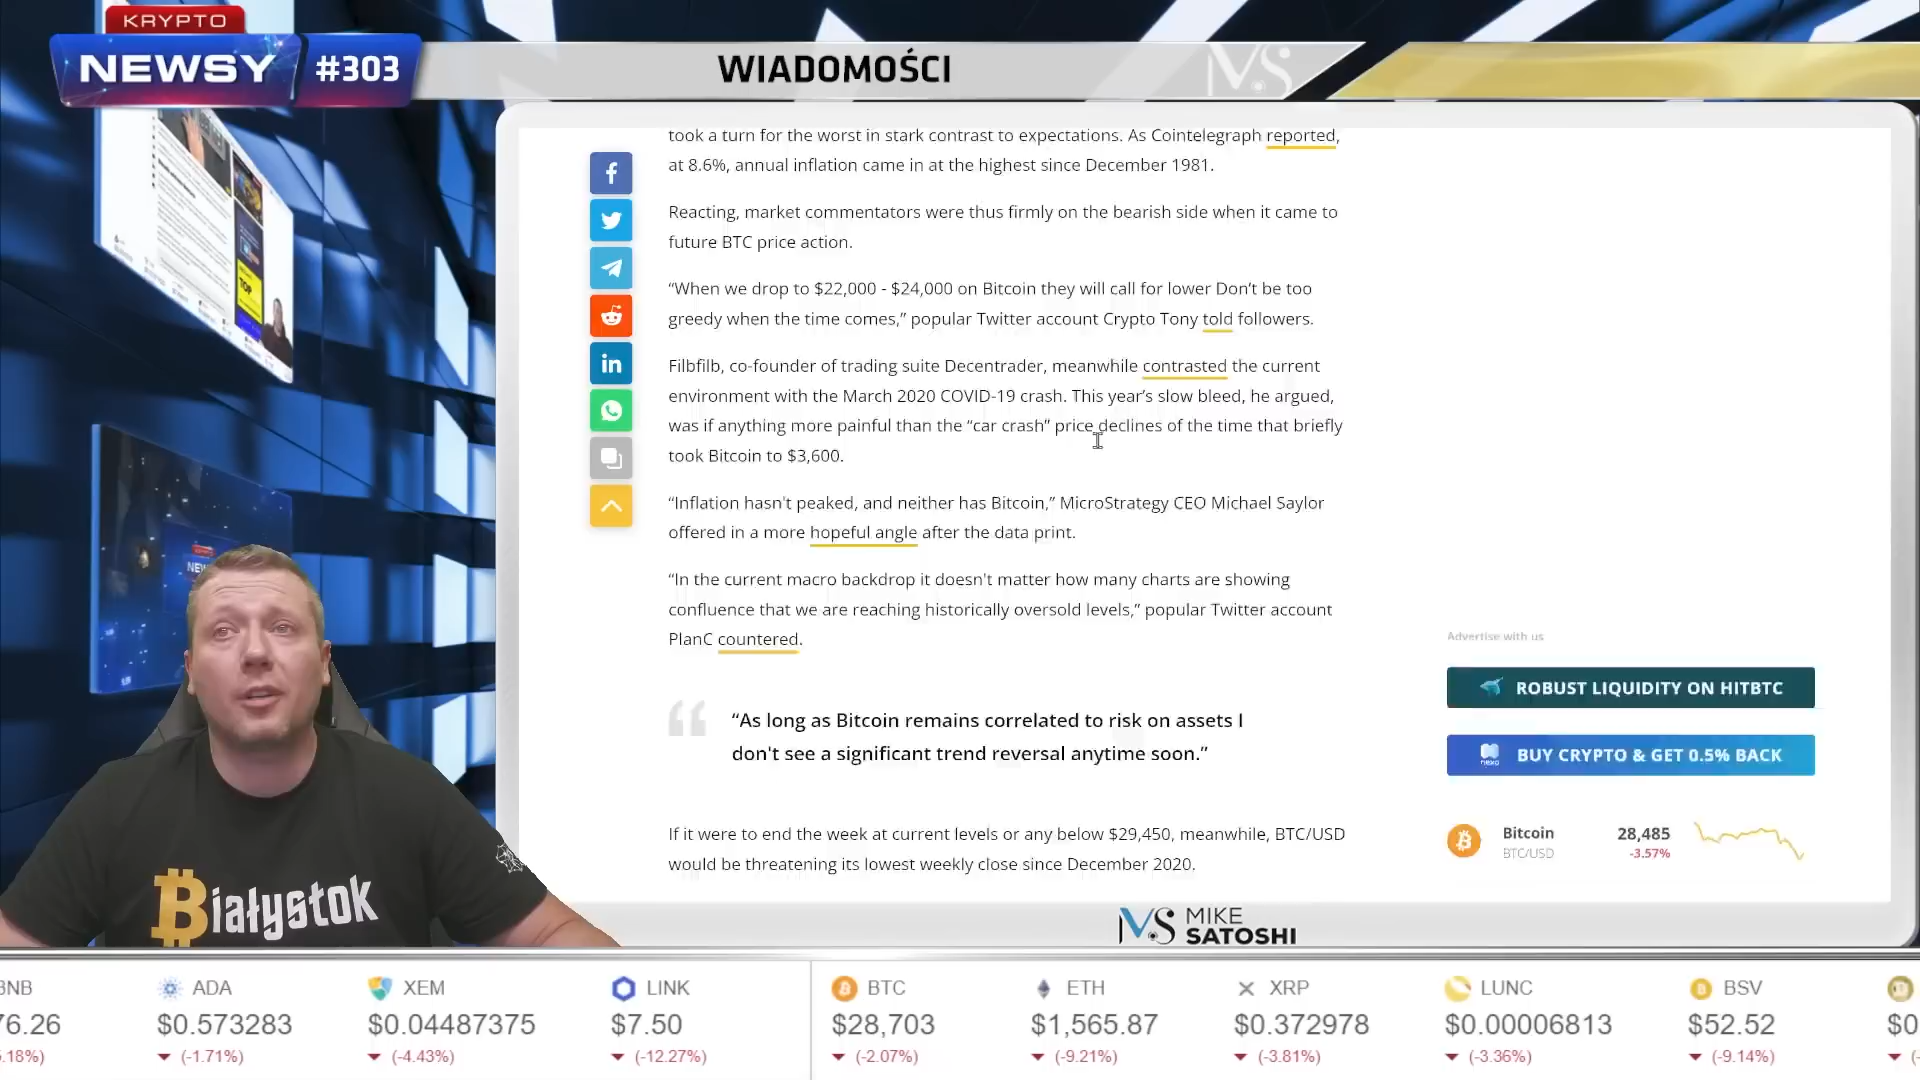 KRYPTO
NEWSY #303
WIADOMOŚCI
MS
took a turn for the worst in stark contrast to expectations. As Cointelegraph reported,
at 8.6%, annual inflation came in at the highest since December 1981.
Reacting, market commentators were thus firmly on the bearish side when it came to
future BTC price action.
“When we drop to $22,000 - $24,000 on Bitcoin they will call for lower Don’t be too
greedy when the time comes,” popular Twitter account Crypto Tony told followers.
Filbfilb, co-founder of trading suite Decentrader, meanwhile contrasted the current
environment with the March 2020 COVID-19 crash. This year’s slow bleed, he argued,
was if anything more painful than the “car crash” price declines of the time that briefly
took Bitcoin to $3,600.
“Inflation hasn't peaked, and neither has Bitcoin,” MicroStrategy CEO Michael Saylor
offered in a more hopeful angle after the data print.
“In the current macro backdrop it doesn't matter how many charts are showing
confluence that we are reaching historically oversold levels,” popular Twitter account
PlanC countered.
“As long as Bitcoin remains correlated to risk on assets I
don't see a significant trend reversal anytime soon.”
If it were to end the week at current levels or any below $29,450, meanwhile, BTC/USD
would be threatening its lowest weekly close since December 2020.
Advertise with us
ROBUST LIQUIDITY ON HITBTC
nexo BUY CRYPTO & GET 0.5% BACK
Bitcoin 28,485
BTC/USD -3.57%
TOP
Białystok
MS MIKE
SATOSHI
BNB ADA XEM LINK BTC ETH XRP LUNC BSV
76.26 $0.573283 $0.04487375 $7.50 $28,703 $1,565.87 $0.372978 $0.00006813 $52.52 $0
5.18%) (-1.71%) (-4.43%) (-12.27%) (-2.07%) (-9.21%) (-3.81%) (-3.36%) (-9.14%) (-